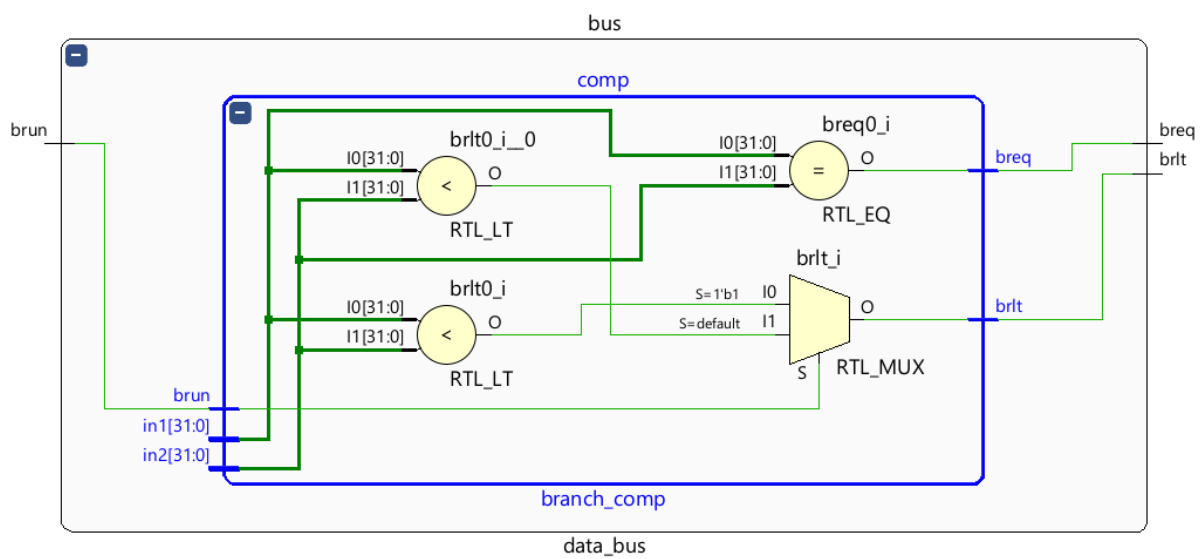 bus
comp
brun
brlt0_i__0
I0[31:0]
I1[31:0]
<
O
RTL_LT
breq0_i
I0[31:0]
I1[31:0]
=
O
RTL_EQ
breq
breq
brlt
brlt0_i
I0[31:0]
I1[31:0]
<
O
RTL_LT
brlt_i
S=1'b1 I0
S=default I1
O
S
RTL_MUX
brlt
brun
in1[31:0]
in2[31:0]
branch_comp
data_bus